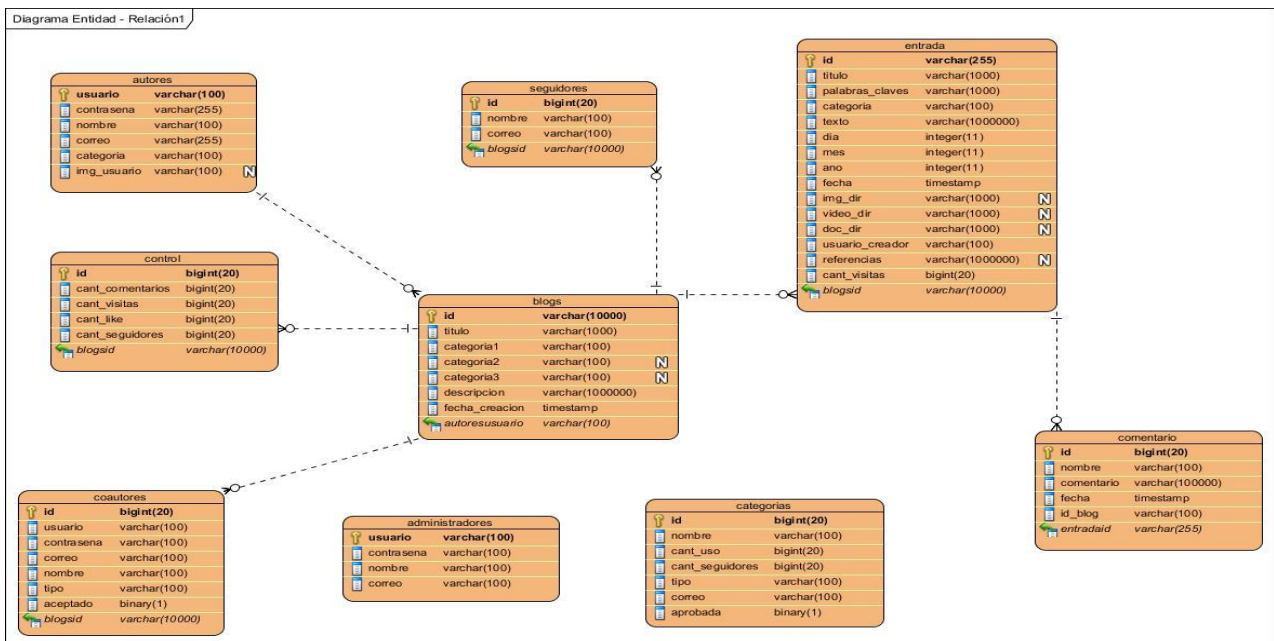 Diagrama Entidad - Relación1
autores
usuario varchar(100)
contrasena varchar(255)
nombre varchar(100)
correo varchar(255)
categoria varchar(100)
img_usuario varchar(100) N
seguidores
id bigint(20)
nombre varchar(100)
correo varchar(100)
blogsid varchar(10000)
entrada
id varchar(255)
titulo varchar(1000)
palabras_claves varchar(1000)
categoria varchar(100)
texto varchar(1000000)
dia integer(11)
mes integer(11)
ano integer(11)
fecha timestamp
img_dir varchar(1000) N
video_dir varchar(1000) N
doc_dir varchar(1000) N
usuario_creador varchar(100)
referencias varchar(1000000) N
cant_visitas bigint(20)
blogsid varchar(10000)
control
id bigint(20)
cant_comentarios bigint(20)
cant_visitas bigint(20)
cant_like bigint(20)
cant_seguidores bigint(20)
blogsid varchar(10000)
blogs
id varchar(10000)
titulo varchar(1000)
categoria1 varchar(100)
categoria2 varchar(100) N
categoria3 varchar(100) N
descripcion varchar(1000000)
fecha_creacion timestamp
autoresusuario varchar(100)
comentario
id bigint(20)
nombre varchar(100)
comentario varchar(100000)
fecha timestamp
id_blog varchar(100)
entradaid varchar(255)
coautores
id bigint(20)
usuario varchar(100)
contrasena varchar(100)
correo varchar(100)
nombre varchar(100)
tipo varchar(100)
aceptado binary(1)
blogsid varchar(10000)
administradores
usuario varchar(100)
contrasena varchar(100)
nombre varchar(100)
correo varchar(100)
categorias
id bigint(20)
nombre varchar(100)
cant_uso bigint(20)
cant_seguidores bigint(20)
tipo varchar(100)
correo varchar(100)
aprobada binary(1)